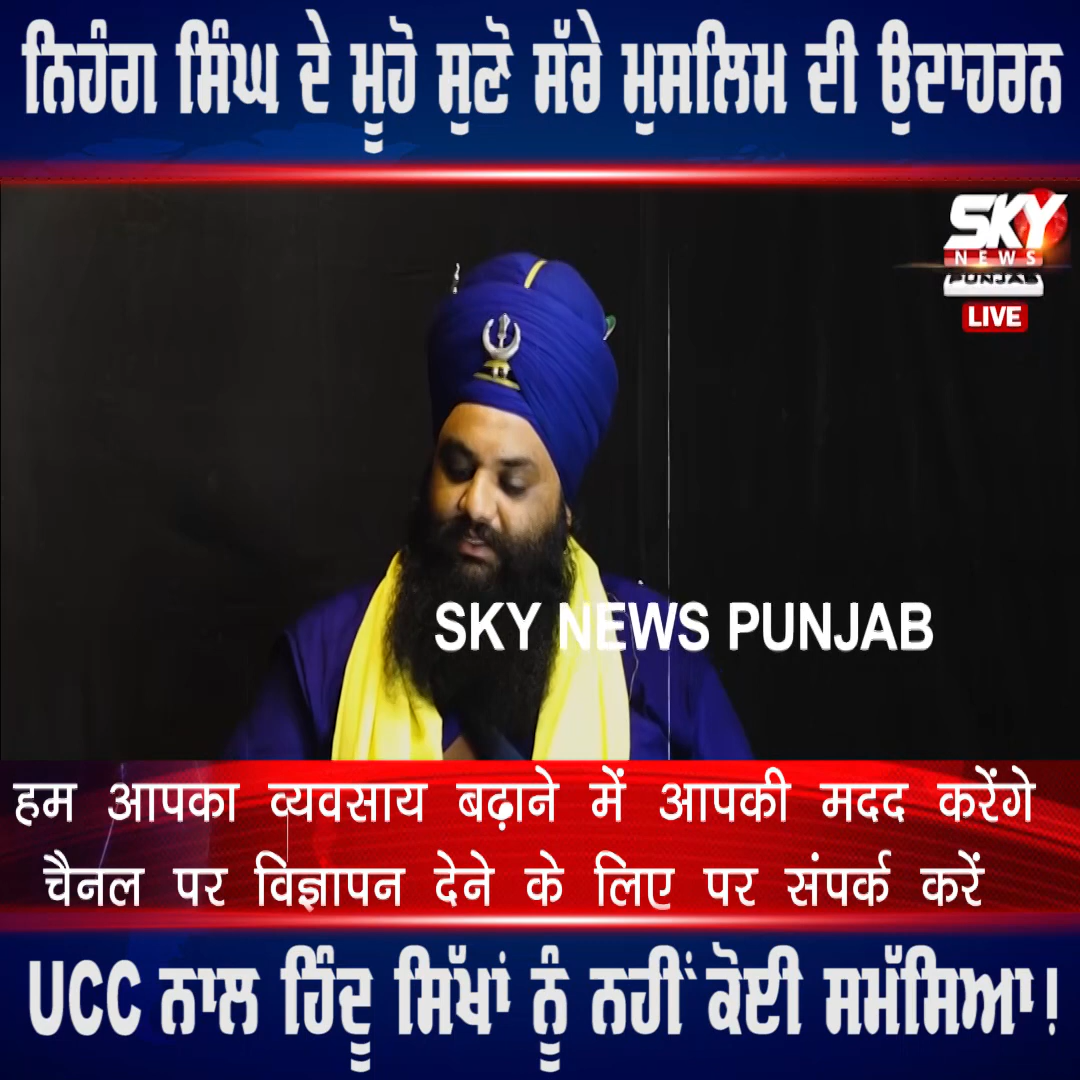 ਨਿਹੰਗ ਸਿੰਘ ਦੇ ਮੂਹੋ ਸੁਣੋ ਸੱਚੇ ਮੁਸਲਿਮ ਦੀ ਉਦਾਹਰਨ
SKY
NEWS
PUNJAB
LIVE
SKY NEWS PUNJAB
हम आपका व्यवसाय बढ़ाने में आपकी मदद करेंगे
चैनल पर विज्ञापन देने के लिए पर संपर्क करें
UCC ਨਾਲ ਹਿੰਦੂ ਸਿੱਖਾਂ ਨੂੰ ਨਹੀਂ ਕੋਈ ਸਮੱਸਿਆ!